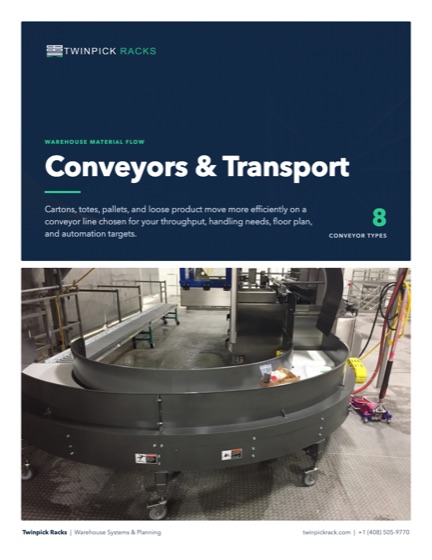 TWINPICK RACKS
WAREHOUSE MATERIAL FLOW
Conveyors & Transport
Cartons, totes, pallets, and loose product move more efficiently on a
conveyor line chosen for your throughput, handling needs, floor plan,
and automation targets.
8
CONVEYOR TYPES
Twinpick Racks | Warehouse Systems & Planning
twinpickrack.com | +1 (408) 505-9770